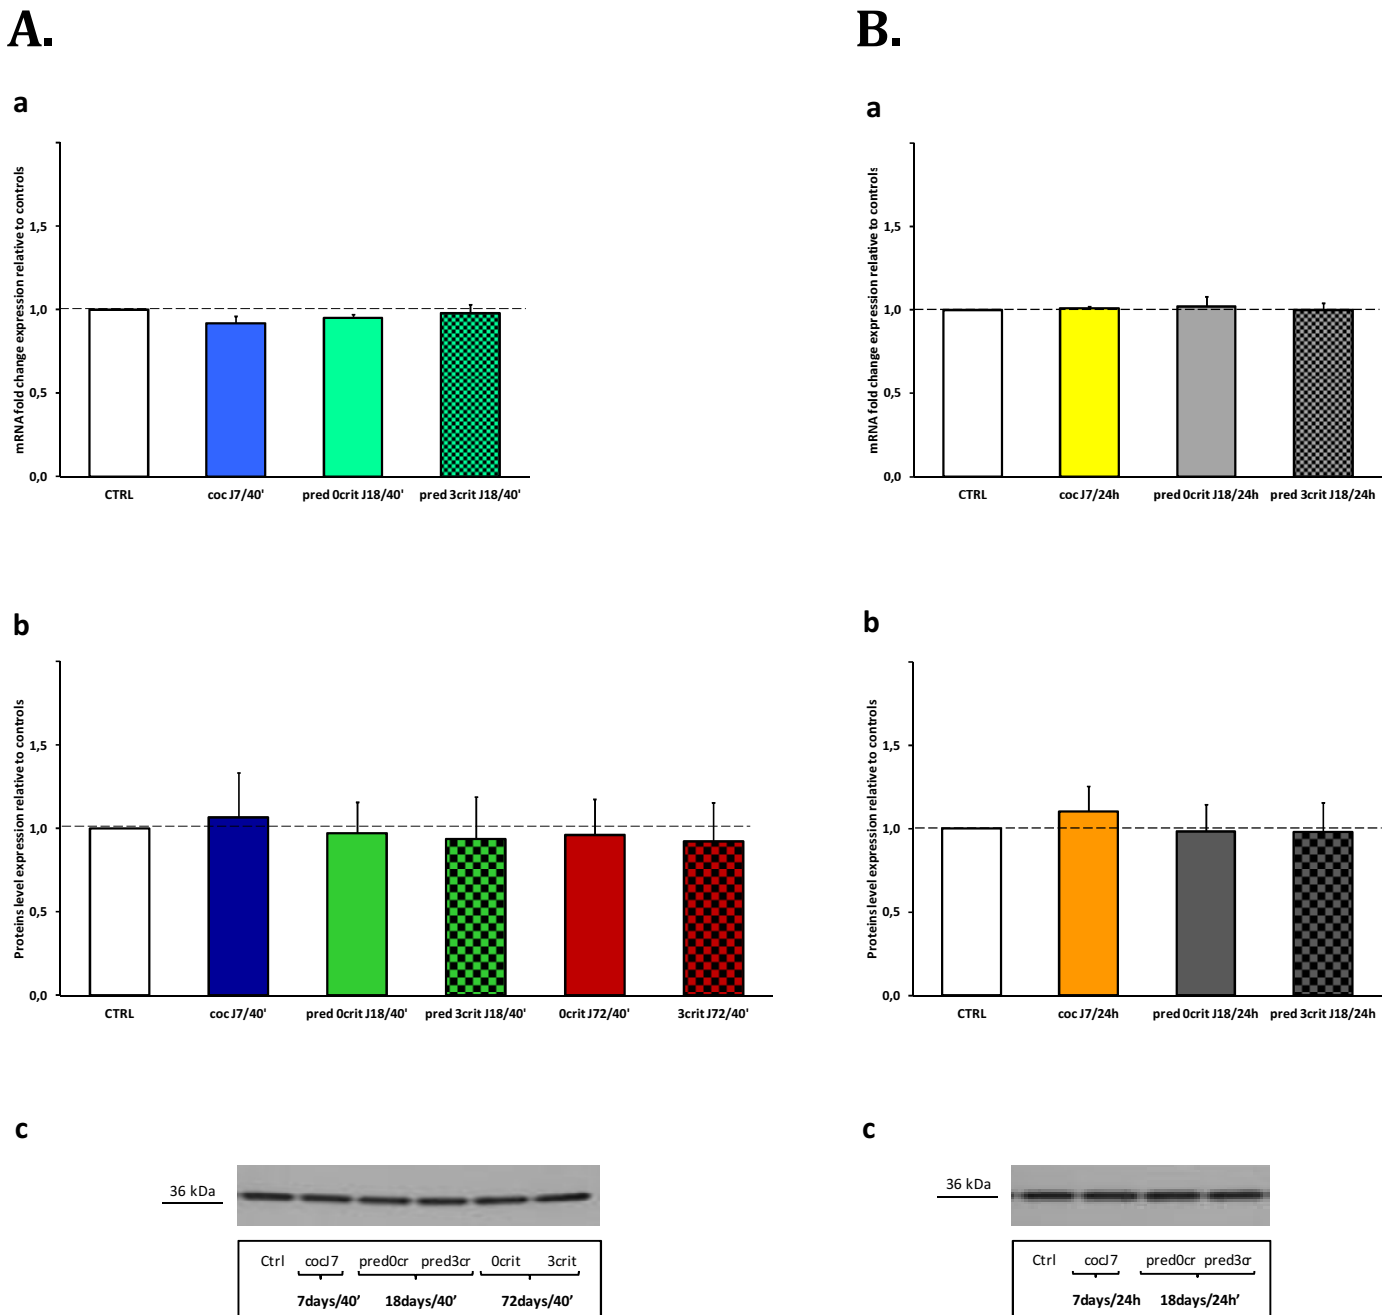 A.
a
mRNA fold change expression relative to controls
1,5
1,0
0,5
0,0
CTRL coc J7/40' pred 0crit J18/40' pred 3crit J18/40'
b
Proteins level expression relative to controls
1,5
1,0
0,5
0,0
CTRL coc J7/40' pred 0crit J18/40' pred 3crit J18/40' 0crit J72/40' 3crit J72/40'
c
36 kDa
Ctrl cocJ7 pred0cr pred3cr 0crit 3crit
7days/40’ 18days/40’ 72days/40’
B.
a
mRNA fold change expression relative to controls
1,5
1,0
0,5
0,0
CTRL coc J7/24h pred 0crit J18/24h pred 3crit J18/24h
b
Proteins level expression relative to controls
1,5
1,0
0,5
0,0
CTRL coc J7/24h pred 0crit J18/24h pred 3crit J18/24h
c
36 kDa
Ctrl cocJ7 pred0cr pred3cr
7days/24h 18days/24h’